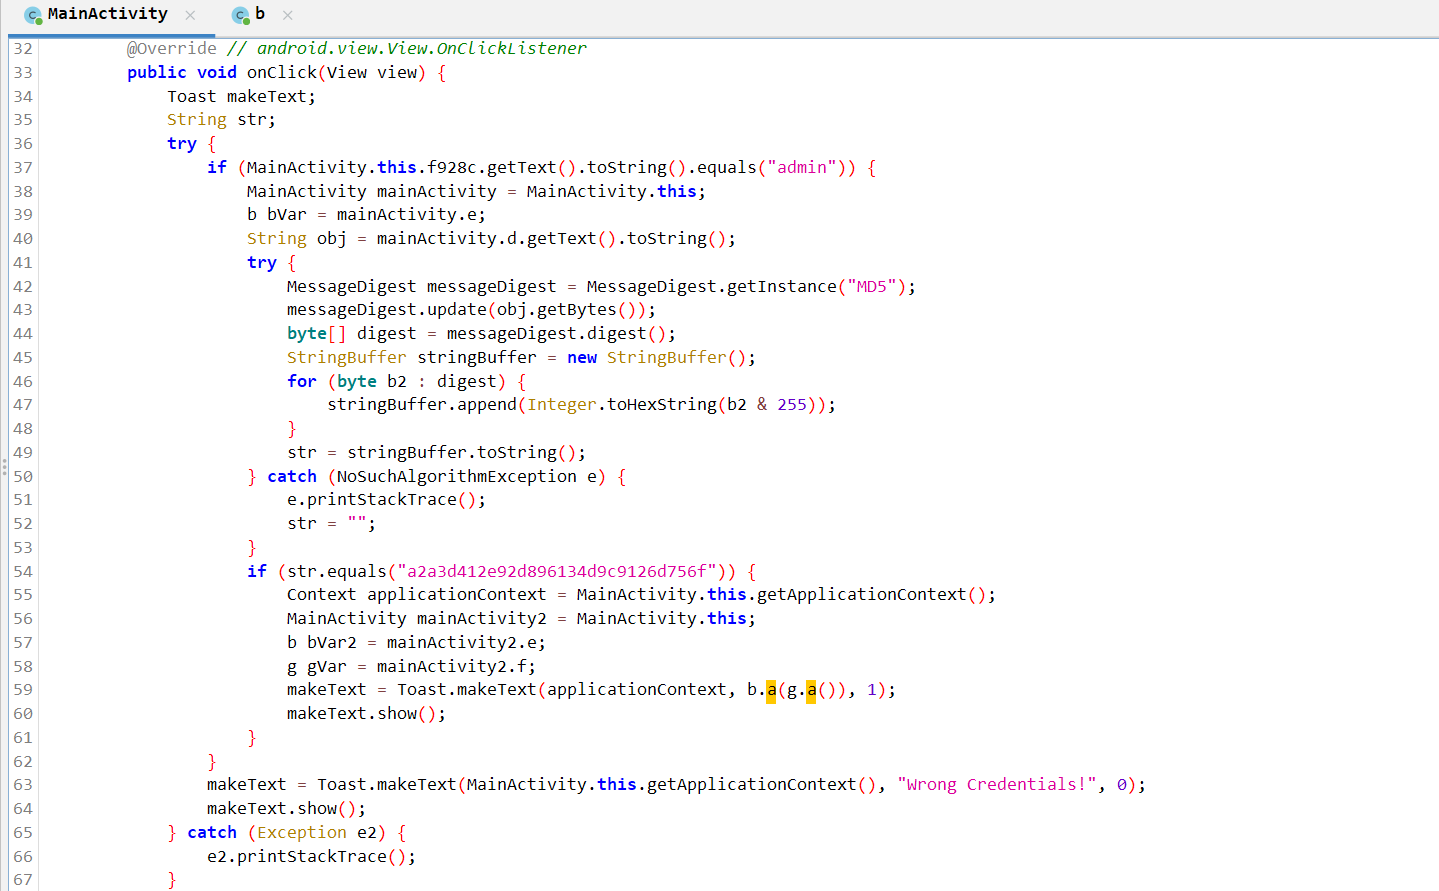 MainActivity × b ×
32 @Override // android.view.View.OnClickListener
33 public void onClick(View view) {
34 Toast makeText;
35 String str;
36 try {
37 if (MainActivity.this.f928c.getText().toString().equals("admin")) {
38 MainActivity mainActivity = MainActivity.this;
39 b bVar = mainActivity.e;
40 String obj = mainActivity.d.getText().toString();
41 try {
42 MessageDigest messageDigest = MessageDigest.getInstance("MD5");
43 messageDigest.update(obj.getBytes());
44 byte[] digest = messageDigest.digest();
45 StringBuffer stringBuffer = new StringBuffer();
46 for (byte b2 : digest) {
47 stringBuffer.append(Integer.toHexString(b2 & 255));
48 }
49 str = stringBuffer.toString();
50 } catch (NoSuchAlgorithmException e) {
51 e.printStackTrace();
52 str = "";
53 }
54 if (str.equals("a2a3d412e92d896134d9c9126d756f")) {
55 Context applicationContext = MainActivity.this.getApplicationContext();
56 MainActivity mainActivity2 = MainActivity.this;
57 b bVar2 = mainActivity2.e;
58 g gVar = mainActivity2.f;
59 makeText = Toast.makeText(applicationContext, b.a(g.a()), 1);
60 makeText.show();
61 }
62 }
63 makeText = Toast.makeText(MainActivity.this.getApplicationContext(), "Wrong Credentials!", 0);
64 makeText.show();
65 } catch (Exception e2) {
66 e2.printStackTrace();
67 }